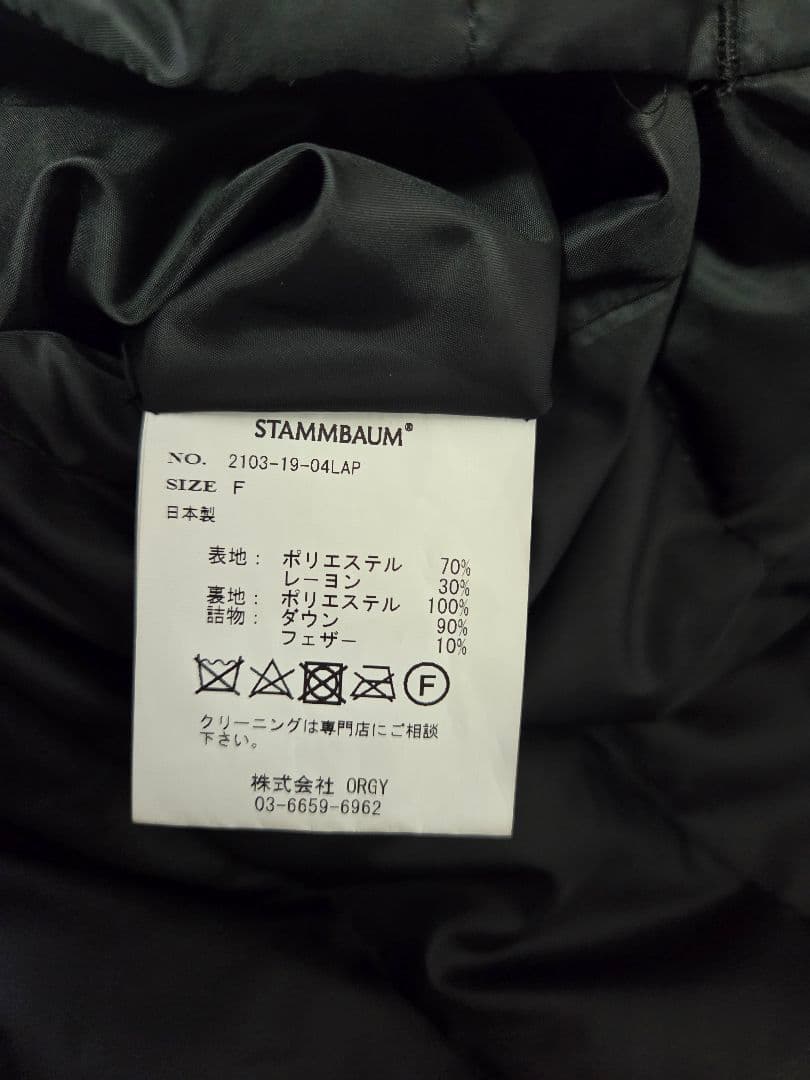 STAMMBAUM®
NO. 2103-19-04LAP
SIZE F
日本製
表地： ポリエステル 70%
レーヨン 30%
裏地： ポリエステル 100%
詰物： ダウン 90%
フェザー 10%
F
クリーニングは専門店にご相談
下さい。
株式会社 ORGY
03-6659-6962